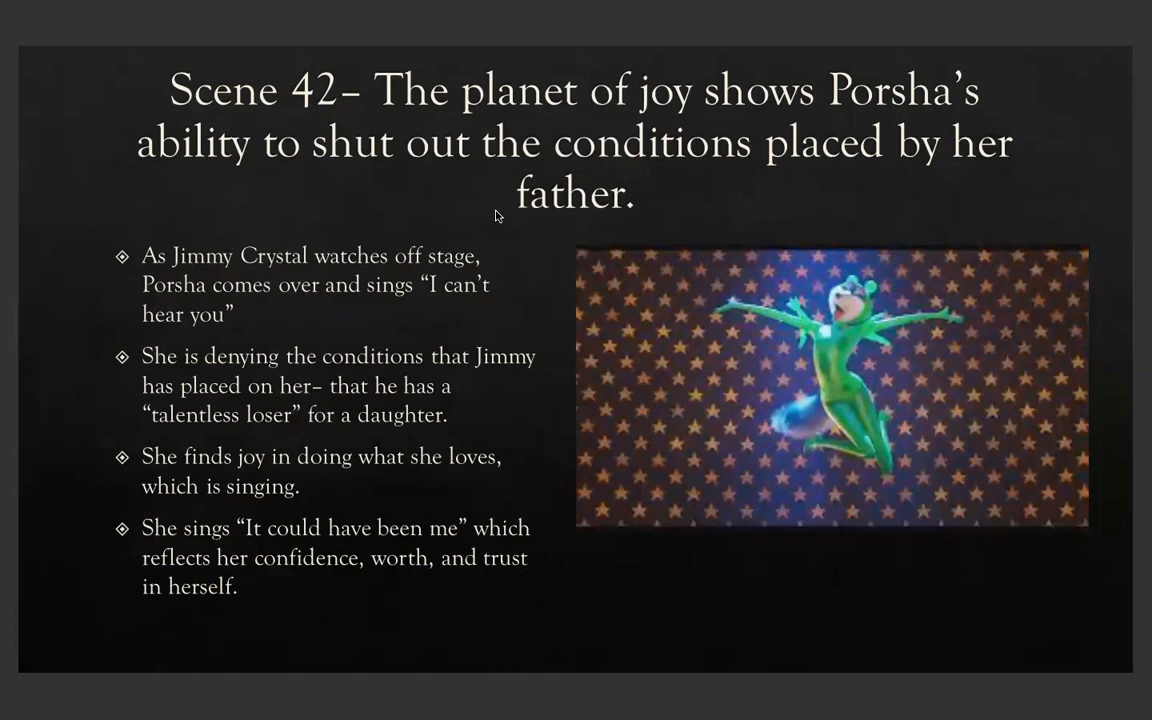 Scene 42– The planet of joy shows Porsha’s
ability to shut out the conditions placed by her
father.
As Jimmy Crystal watches off stage,
Porsha comes over and sings “I can’t
hear you”
She is denying the conditions that Jimmy
has placed on her– that he has a
“talentless loser” for a daughter.
She finds joy in doing what she loves,
which is singing.
She sings “It could have been me” which
reflects her confidence, worth, and trust
in herself.